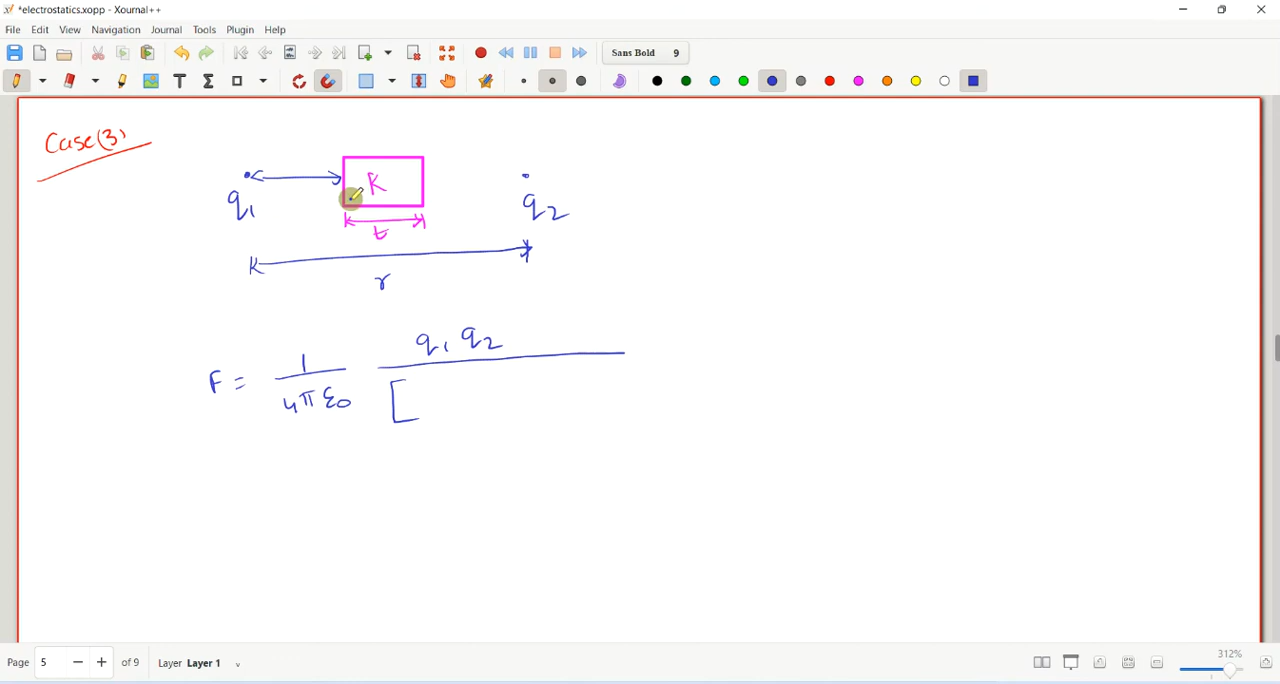 *electrostatics.xopp - Xournal++
File Edit View Navigation Journal Tools Plugin Help
Sans Bold 9
Case(3)
K
q1 q2
t
r
q1 q2
F = 1
4πε0 [
Page 5 of 9 Layer Layer 1 312%